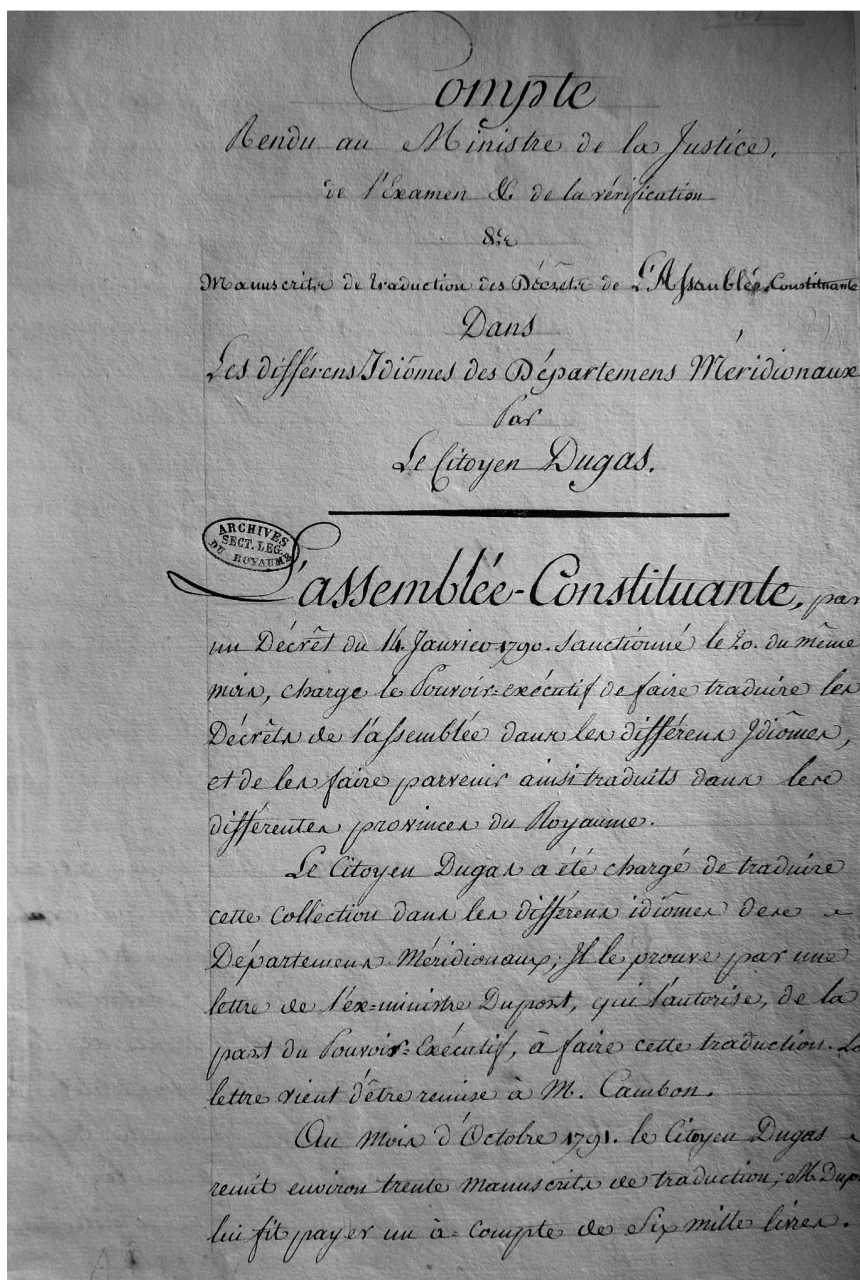 Compte
Rendu au Ministre de la Justice,
de l'Examen & de la vérification
des
Manuscrits de traduction des Décrêts de L'Assemblée Constituante
Dans
Les différens Idiômes des Départemens Méridionaux
Par
Le Citoyen Dugas.
ARCHIVES
SECT. LEG.
DU ROYAUME
L'assemblée-Constituante, par
un Décrêt du 14. Janvier 1790. sanctionné le 20. du même
mois, charge le Pouvoir-exécutif de faire traduire les
Décrêts de l'assemblée dans les différens Idiômes,
et de les faire parvenir ainsi traduits dans les
différentes provinces du Royaume.
Le Citoyen Dugas a été chargé de traduire
cette Collection dans les différens idiômes des
Départemens Méridionaux; Il le prouve par une
lettre de l'ex-ministre Duport, qui l'autorise, de la
part du Pouvoir-Exécutif, à faire cette traduction. La
lettre vient d'être remise à M. Cambon.
Au mois d'Octobre 1791. le Citoyen Dugas
remit environ trente manuscrits de traduction; M. Dup
lui fit payer un à-compte de Six mille livres.